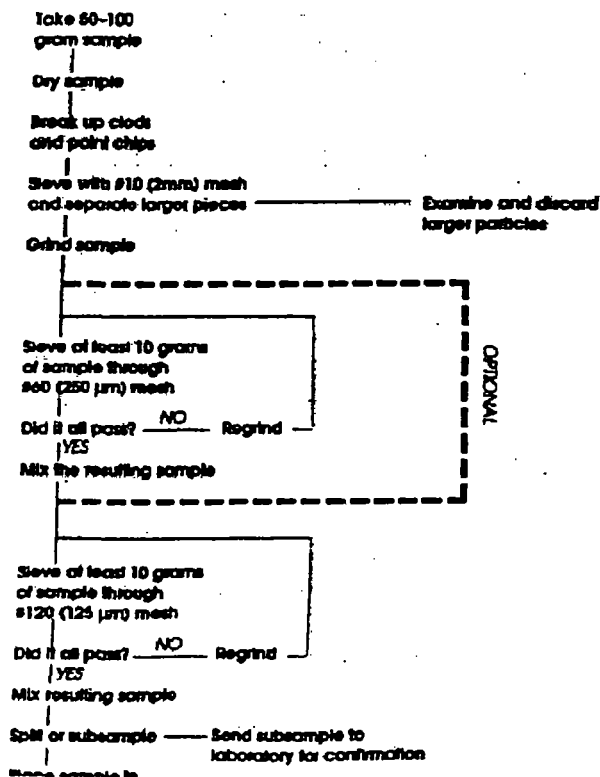 Take 50-100
gram sample
Dry sample
Break up clods
and paint chips
Sieve with #10 (2mm) mesh
and separate larger pieces
Examine and discard
larger particles
Grind sample
OPTIONAL
Sieve at least 10 grams
of sample through
#60 (250 μm) mesh
Did it all pass? NO Regrind
YES
Mix the resulting sample
Sieve at least 10 grams
of sample through
#120 (125 μm) mesh
Did it all pass? NO Regrind
YES
Mix resulting sample
Split or subsample
Send subsample to
laboratory for confirmation
Place sample in